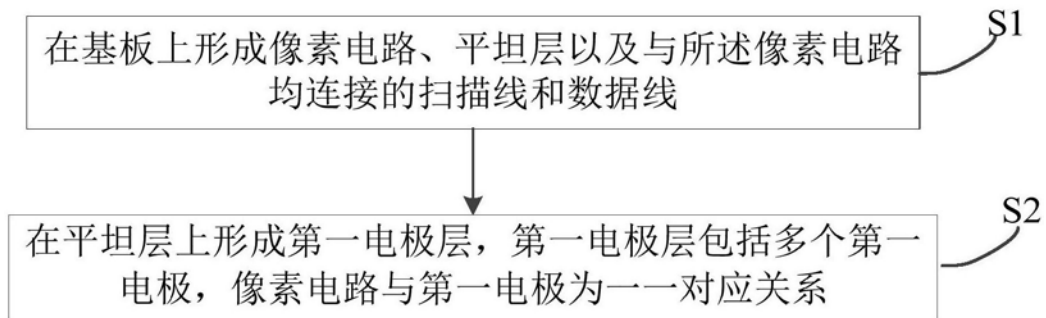 S1
在基板上形成像素电路、平坦层以及与所述像素电路
均连接的扫描线和数据线
S2
在平坦层上形成第一电极层，第一电极层包括多个第一
电极，像素电路与第一电极为一一对应关系